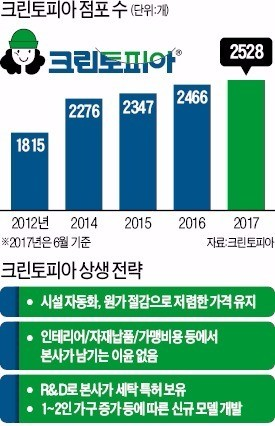 크린토피아 점포 수 (단위:개)
크린토피아®
1815
2276
2347
2466
2528
2012년 2014 2015 2016 2017
※2017년은 6월 기준 자료:크린토피아
크린토피아 상생 전략
• 시설 자동화, 원가 절감으로 저렴한 가격 유지
• 인테리어/자재납품/가맹비용 등에서
본사가 남기는 이윤 없음
• R&D로 본사가 세탁 특허 보유
• 1~2인 가구 증가 등에 따른 신규 모델 개발